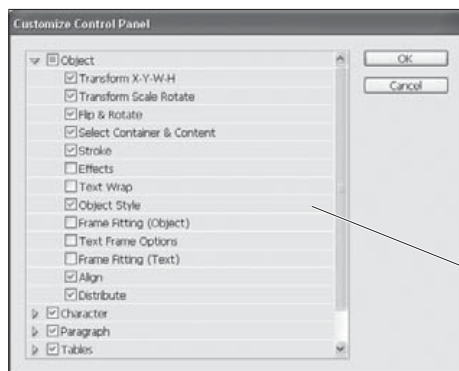 Customize Control Panel
Object
Transform X-Y-W-H
Transform Scale Rotate
Flip & Rotate
Select Container & Content
Stroke
Effects
Text Wrap
Object Style
Frame Fitting (Object)
Text Frame Options
Frame Fitting (Text)
Align
Distribute
Character
Paragraph
Tables
OK
Cancel